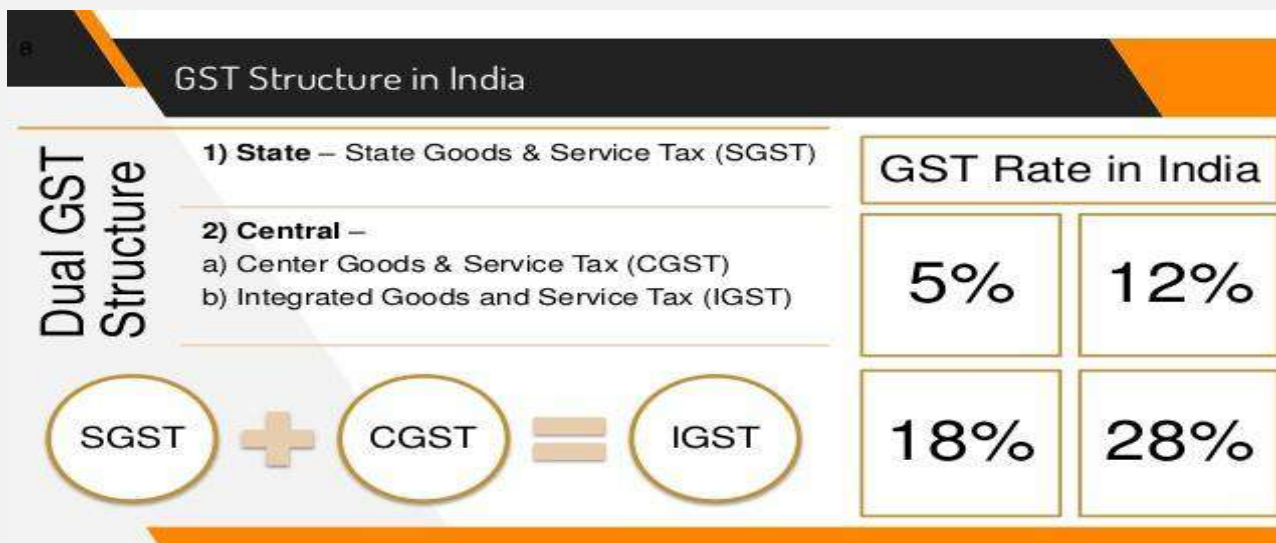 8
GST Structure in India
Dual GST
Structure
1) State – State Goods & Service Tax (SGST)
2) Central –
a) Center Goods & Service Tax (CGST)
b) Integrated Goods and Service Tax (IGST)
SGST + CGST = IGST
GST Rate in India
5% 12%
18% 28%